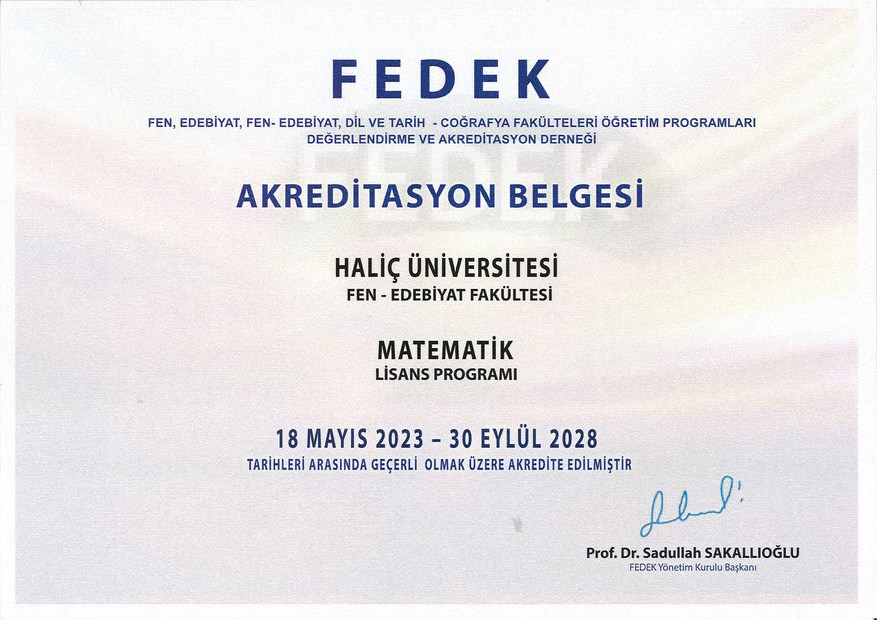 FEDEK
FEN, EDEBİYAT, FEN- EDEBİYAT, DİL VE TARİH - COĞRAFYA FAKÜLTELERİ ÖĞRETİM PROGRAMLARI
DEĞERLENDİRME VE AKREDİTASYON DERNEĞİ
AKREDİTASYON BELGESİ
HALİÇ ÜNİVERSİTESİ
FEN - EDEBİYAT FAKÜLTESİ
MATEMATİK
LİSANS PROGRAMI
18 MAYIS 2023 – 30 EYLÜL 2028
TARİHLERİ ARASINDA GEÇERLİ OLMAK ÜZERE AKREDİTE EDİLMİŞTİR
Prof. Dr. Sadullah SAKALLIOĞLU
FEDEK Yönetim Kurulu Başkanı